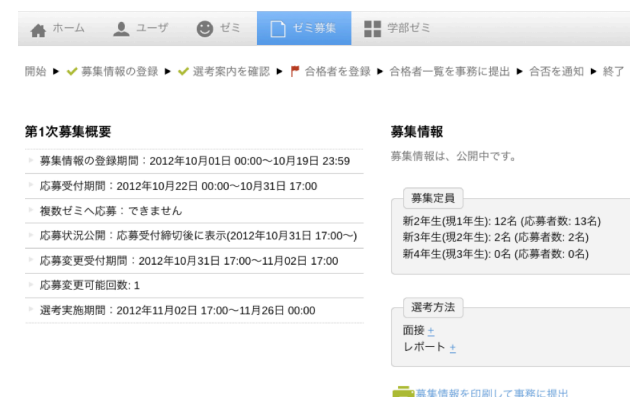 ホーム ユーザ ゼミ ゼミ募集 学部ゼミ
開始 ▶ 募集情報の登録 ▶ 選考案内を確認 ▶ 合格者を登録 ▶ 合格者一覧を事務に提出 ▶ 合否を通知 ▶ 終了
第1次募集概要
募集情報の登録期間：2012年10月01日 00:00〜10月19日 23:59
応募受付期間：2012年10月22日 00:00〜10月31日 17:00
複数ゼミへ応募：できません
応募状況公開：応募受付締切後に表示(2012年10月31日 17:00〜)
応募変更受付期間：2012年10月31日 17:00〜11月02日 17:00
応募変更可能回数: 1
選考実施期間：2012年11月02日 17:00〜11月26日 00:00
募集情報
募集情報は、公開中です。
募集定員
新2年生(現1年生): 12名 (応募者数: 13名)
新3年生(現2年生): 2名 (応募者数: 2名)
新4年生(現3年生): 0名 (応募者数: 0名)
選考方法
面接 +
レポート +
募集情報を印刷して事務に提出